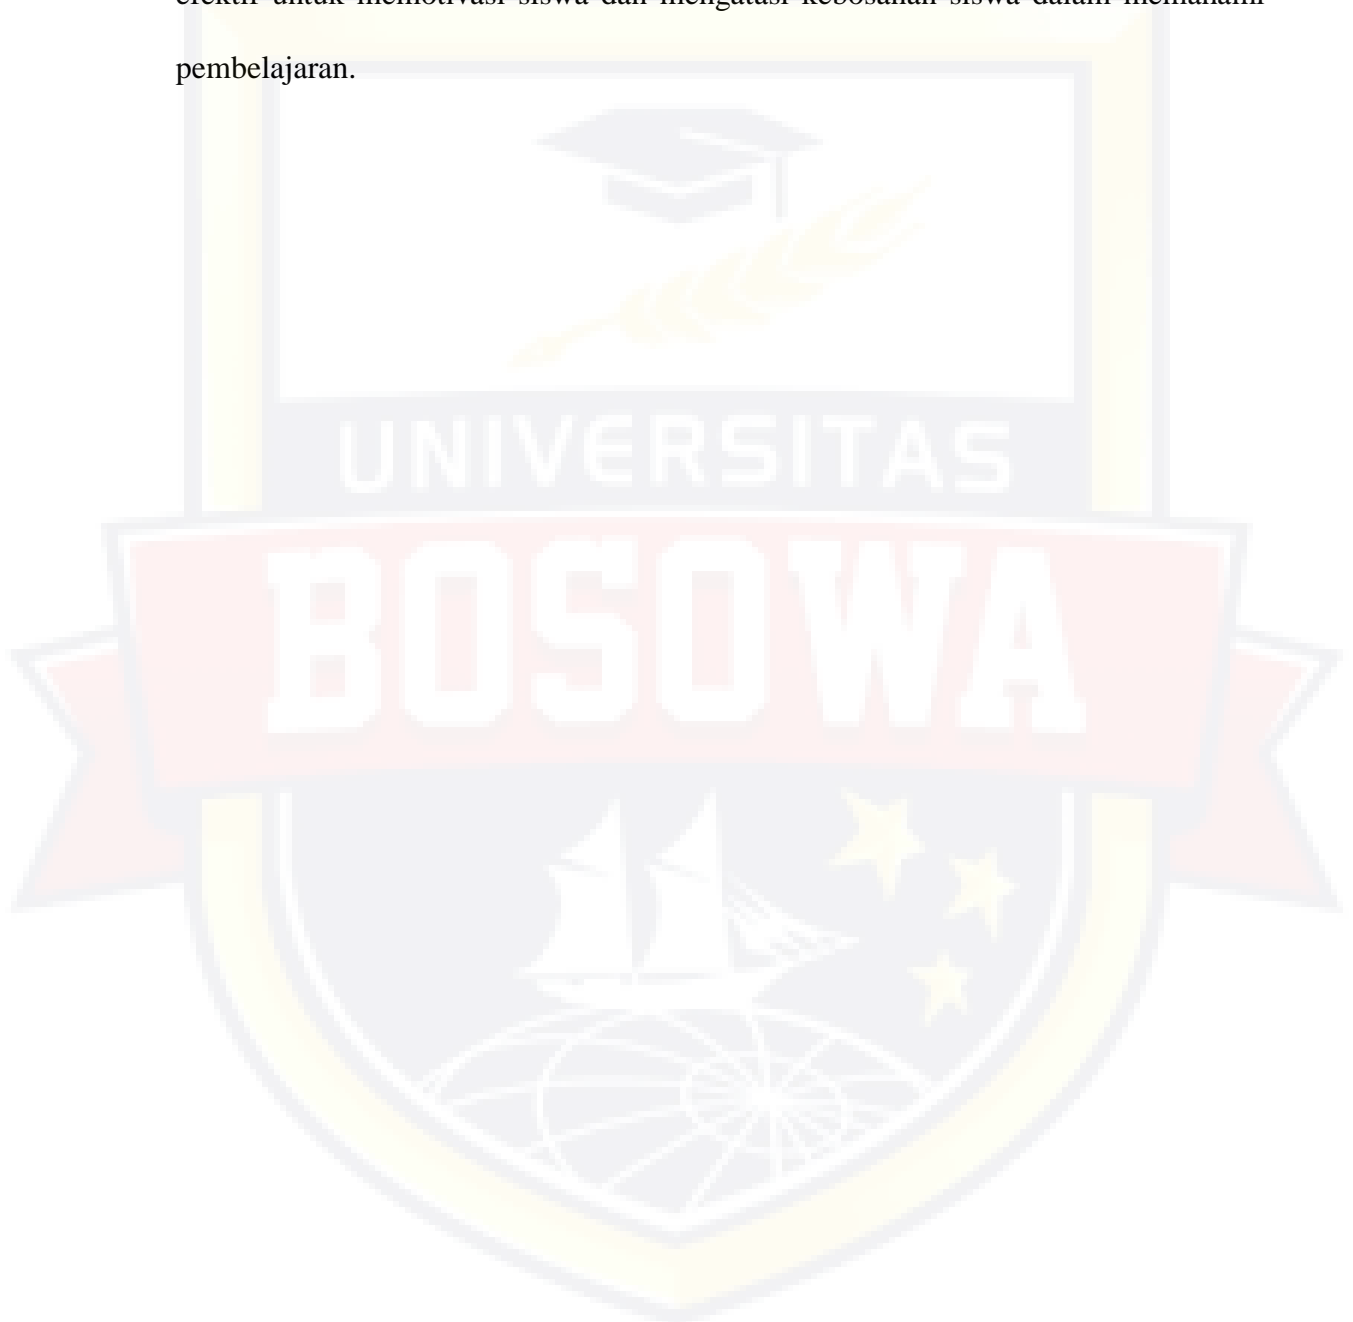 efektif untuk memotivasi siswa dan mengatasi kebosanan siswa dalam memahami
pembelajaran.
UNIVERSITAS
BOSOWA